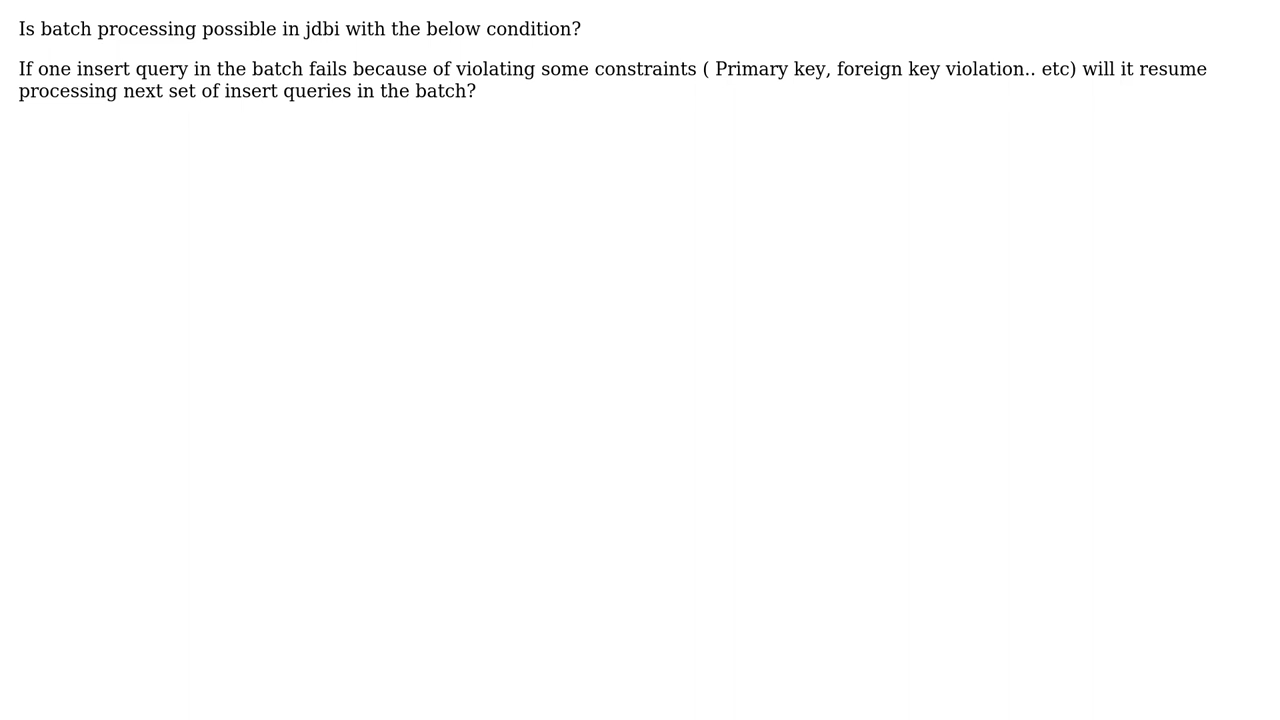 Is batch processing possible in jdbi with the below condition?
If one insert query in the batch fails because of violating some constraints ( Primary key, foreign key violation.. etc) will it resume
processing next set of insert queries in the batch?